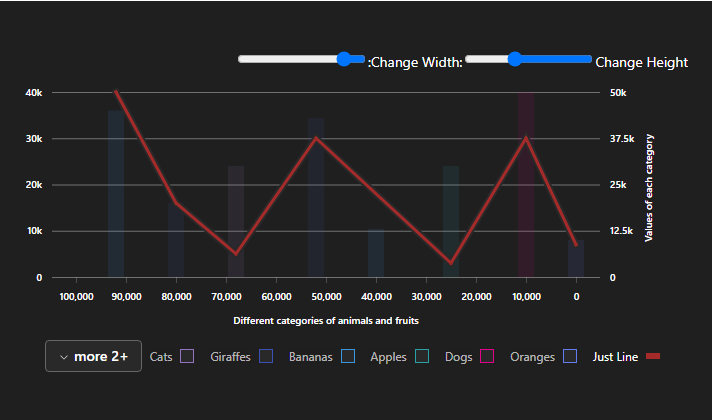 :Change Width: Change Height
40k
30k
20k
10k
0
50k
37.5k
25k
12.5k
0
Values of each category
100,000 90,000 80,000 70,000 60,000 50,000 40,000 30,000 20,000 10,000 0
Different categories of animals and fruits
more 2+ Cats Giraffes Bananas Apples Dogs Oranges Just Line